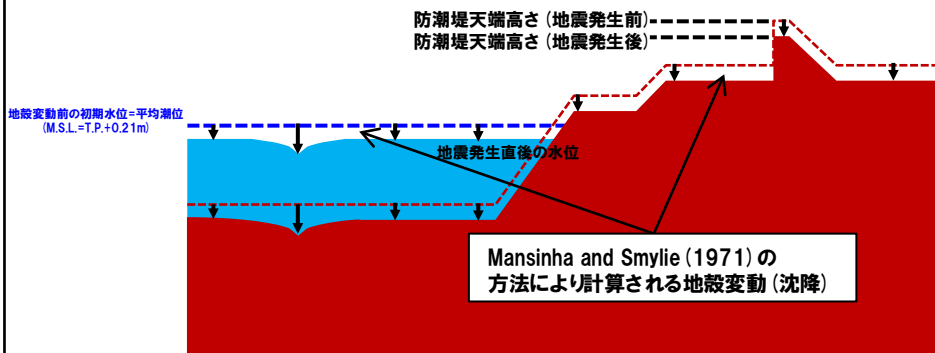 防潮堤天端高さ(地震発生前)
防潮堤天端高さ(地震発生後)
地殻変動前の初期水位=平均潮位
(M.S.L.=T.P.+0.21m)
地震発生直後の水位
Mansinha and Smylie(1971)の
方法により計算される地殻変動(沈降)